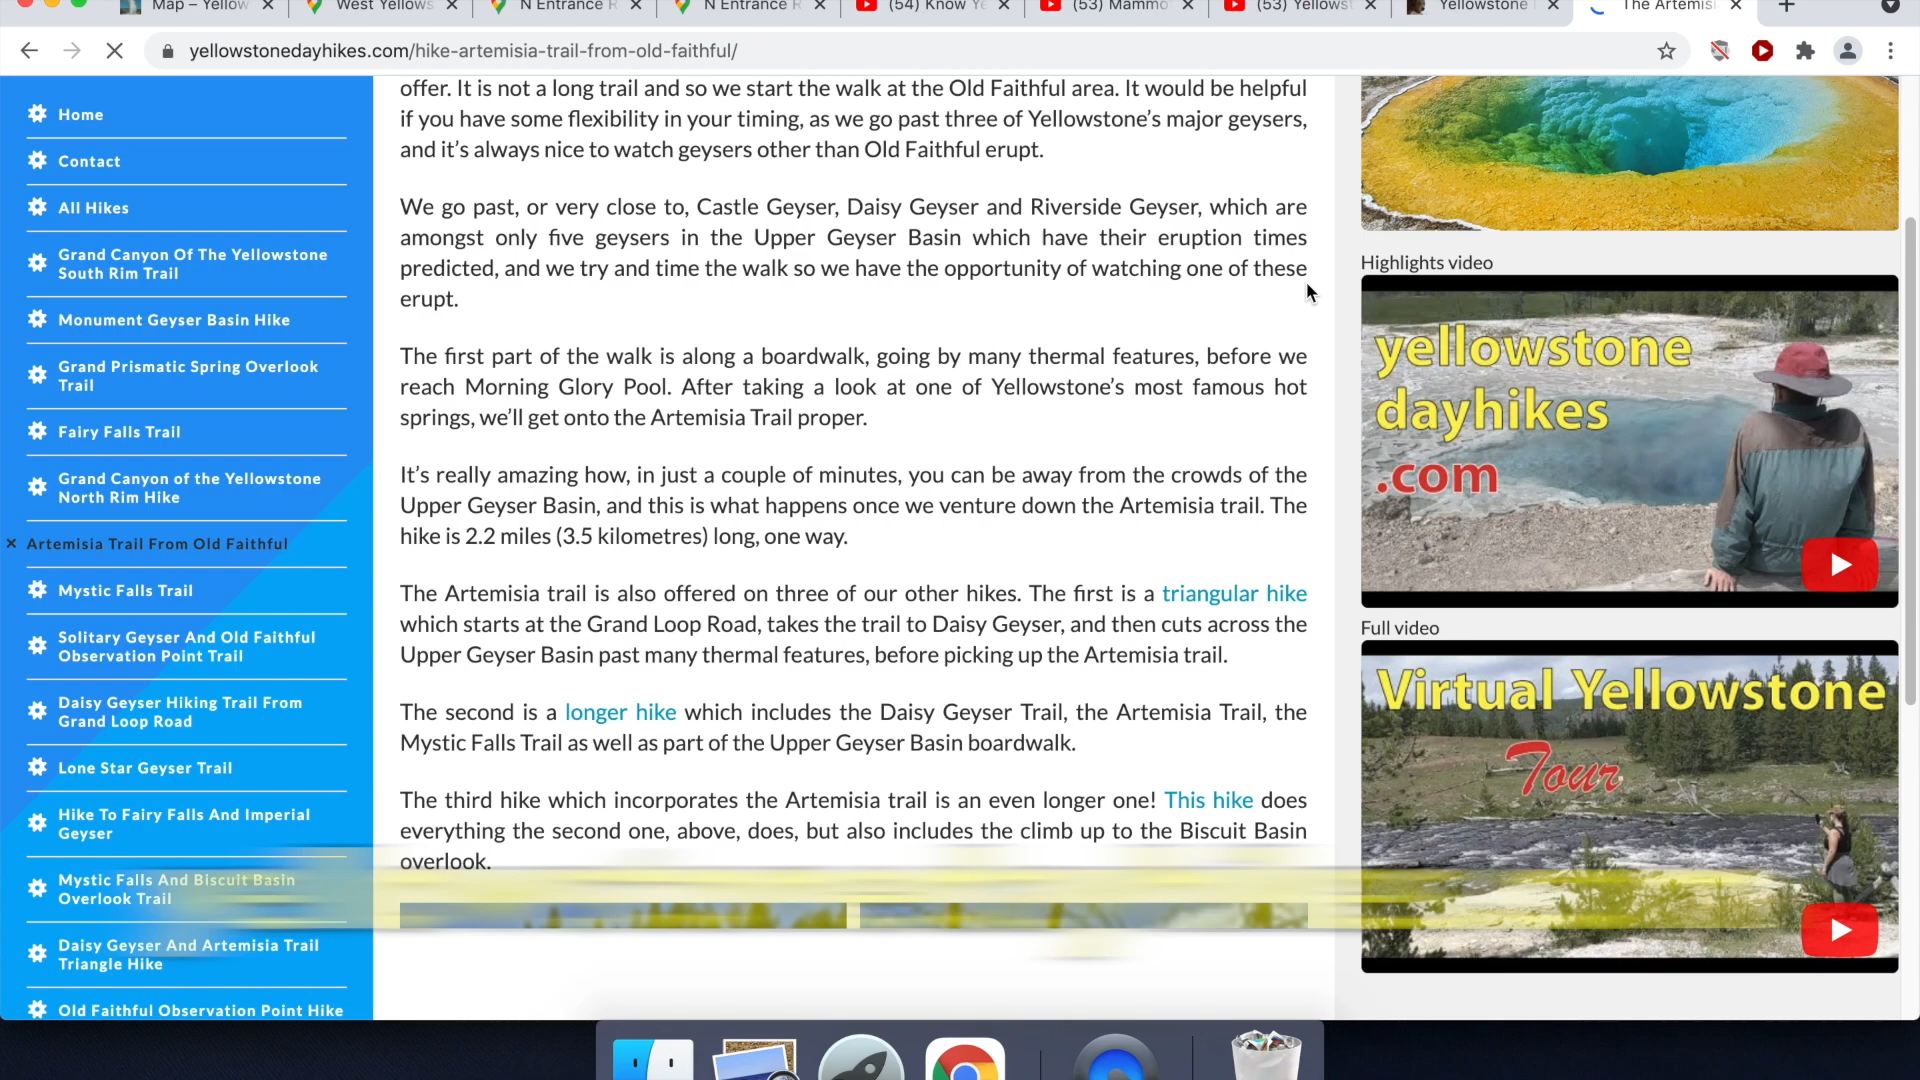 Map – Yellow
West Yellows
N Entrance R
N Entrance R
(54) Know Ye
(53) Mammo
(53) Yellowst
Yellowstone
The Artemisi
yellowstonedayhikes.com/hike-artemisia-trail-from-old-faithful/
Home
Contact
All Hikes
Grand Canyon Of The Yellowstone
South Rim Trail
Monument Geyser Basin Hike
Grand Prismatic Spring Overlook
Trail
Fairy Falls Trail
Grand Canyon of the Yellowstone
North Rim Hike
Artemisia Trail From Old Faithful
Mystic Falls Trail
Solitary Geyser And Old Faithful
Observation Point Trail
Daisy Geyser Hiking Trail From
Grand Loop Road
Lone Star Geyser Trail
Hike To Fairy Falls And Imperial
Geyser
Mystic Falls And Biscuit Basin
Overlook Trail
Daisy Geyser And Artemisia Trail
Triangle Hike
Old Faithful Observation Point Hike
offer. It is not a long trail and so we start the walk at the Old Faithful area. It would be helpful
if you have some flexibility in your timing, as we go past three of Yellowstone's major geysers,
and it's always nice to watch geysers other than Old Faithful erupt.
We go past, or very close to, Castle Geyser, Daisy Geyser and Riverside Geyser, which are
amongst only five geysers in the Upper Geyser Basin which have their eruption times
predicted, and we try and time the walk so we have the opportunity of watching one of these
erupt.
The first part of the walk is along a boardwalk, going by many thermal features, before we
reach Morning Glory Pool. After taking a look at one of Yellowstone's most famous hot
springs, we'll get onto the Artemisia Trail proper.
It's really amazing how, in just a couple of minutes, you can be away from the crowds of the
Upper Geyser Basin, and this is what happens once we venture down the Artemisia trail. The
hike is 2.2 miles (3.5 kilometres) long, one way.
The Artemisia trail is also offered on three of our other hikes. The first is a triangular hike
which starts at the Grand Loop Road, takes the trail to Daisy Geyser, and then cuts across the
Upper Geyser Basin past many thermal features, before picking up the Artemisia trail.
The second is a longer hike which includes the Daisy Geyser Trail, the Artemisia Trail, the
Mystic Falls Trail as well as part of the Upper Geyser Basin boardwalk.
The third hike which incorporates the Artemisia trail is an even longer one! This hike does
everything the second one, above, does, but also includes the climb up to the Biscuit Basin
overlook.
Highlights video
yellowstone
dayhikes
.com
Full video
Virtual Yellowstone
Tour